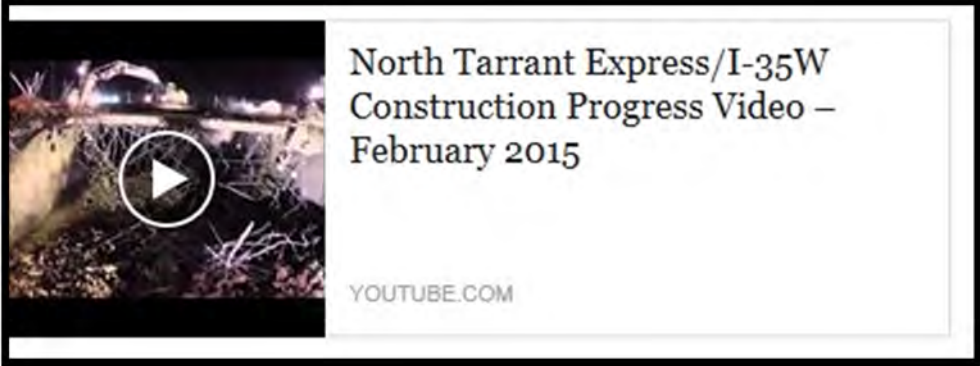 North Tarrant Express/I-35W
Construction Progress Video –
February 2015
YOUTUBE.COM